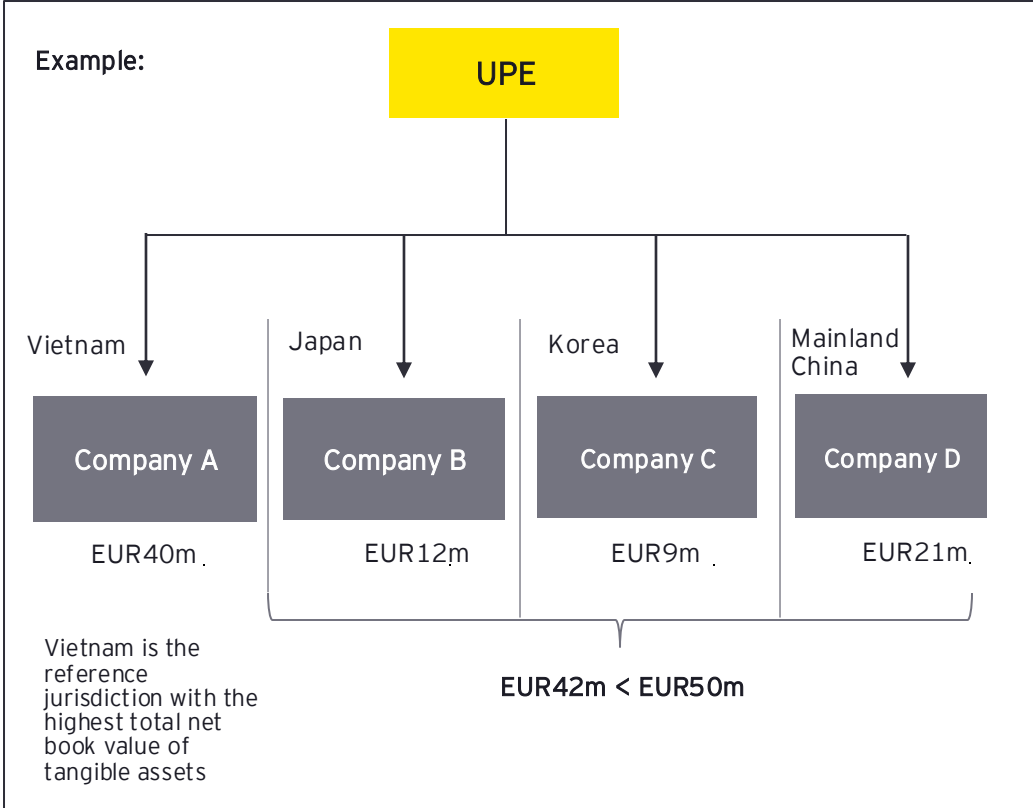 Example:
UPE
Vietnam
Japan
Korea
Mainland
China
Company A
Company B
Company C
Company D
EUR40m .
EUR12m
EUR9m .
EUR21m.
Vietnam is the
reference
jurisdiction with the
highest total net
book value of
tangible assets
EUR42m < EUR50m